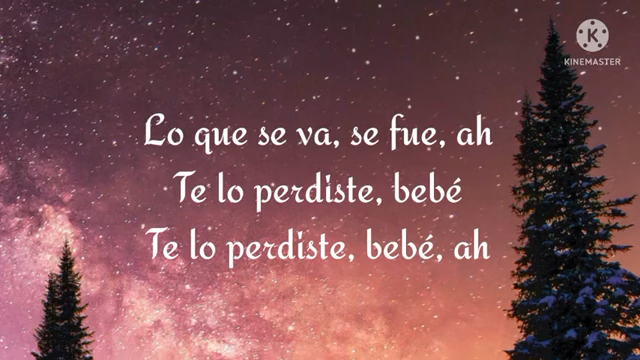 KINEMASTER
Lo que se va, se fue, ah
Te lo perdiste, bebé
Te lo perdiste, bebé, ah